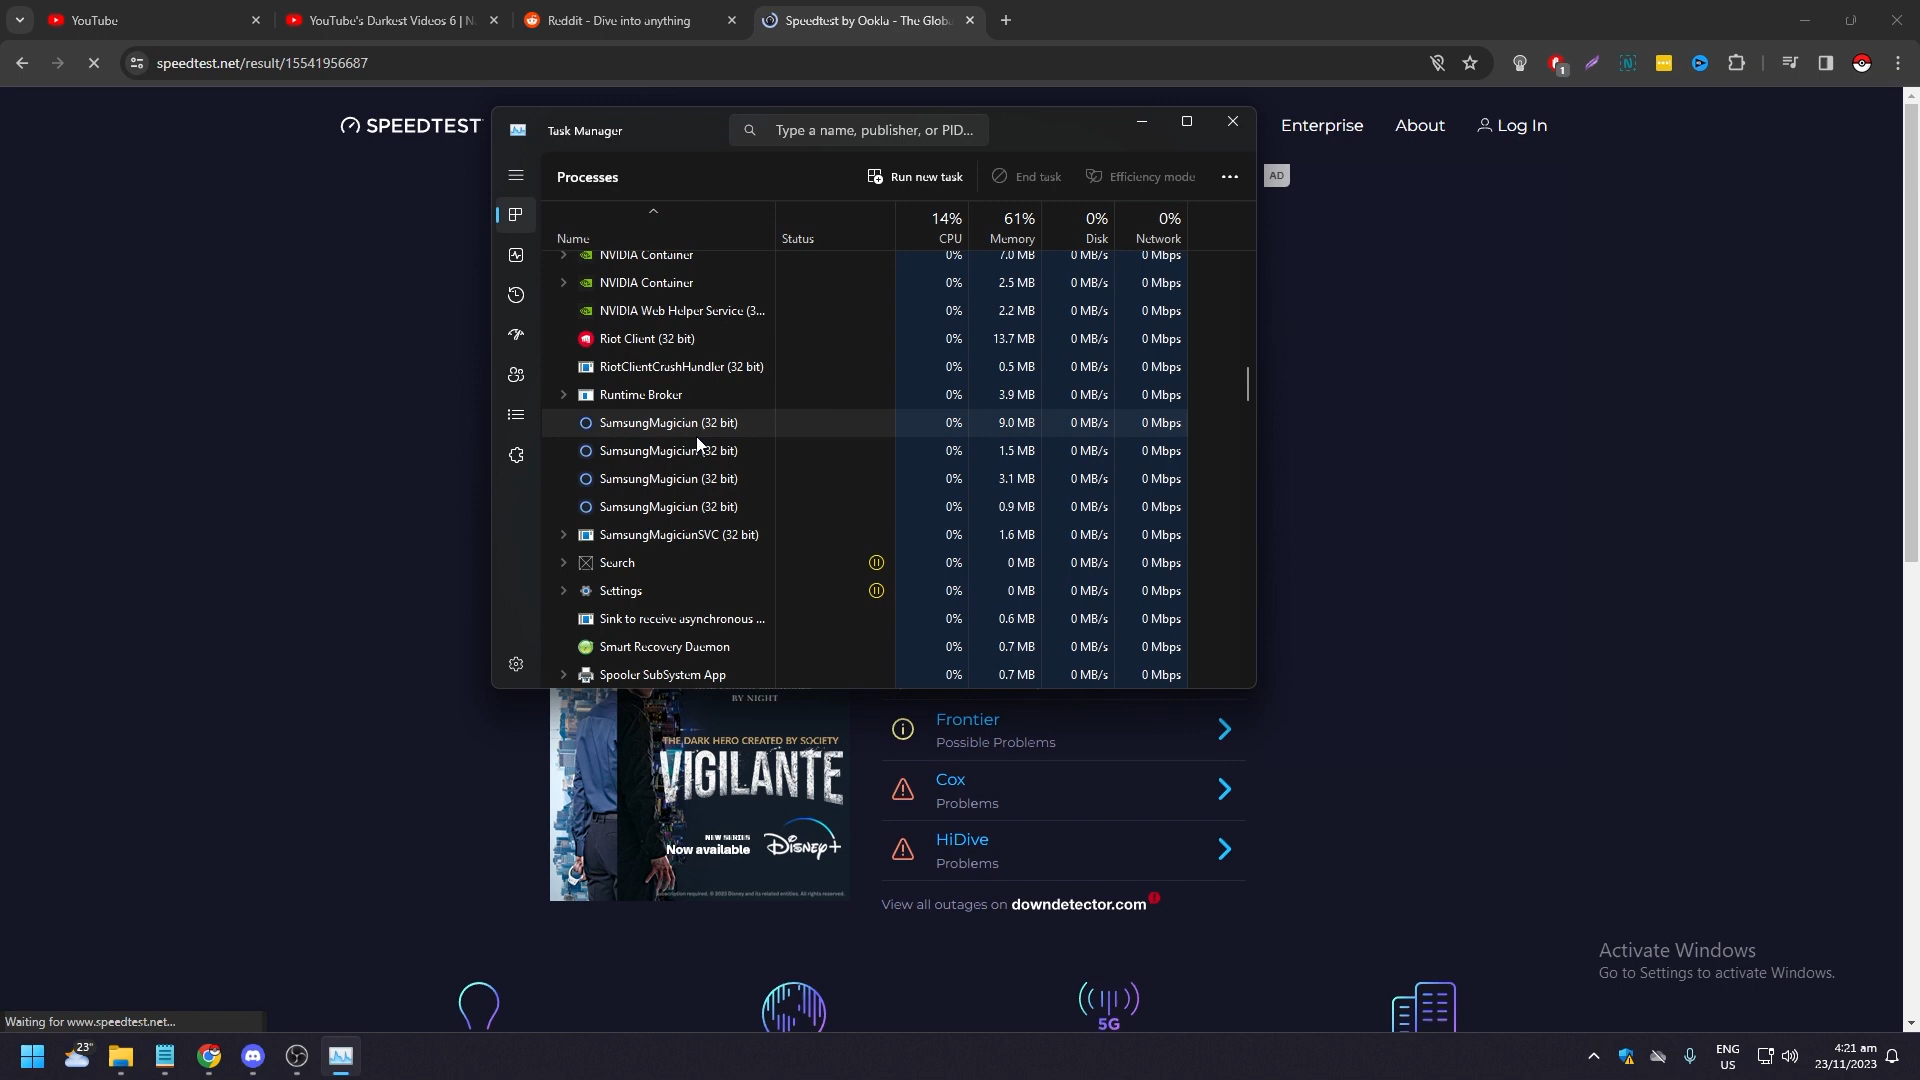 YouTube
YouTube's Darkest Videos 6 | N
Reddit - Dive into anything
Speedtest by Ookla - The Globa
speedtest.net/result/15541956687
1
SPEEDTEST
Enterprise
About
Log In
AD
Task Manager
Type a name, publisher, or PID...
Processes
Run new task
End task
Efficiency mode
14% 61% 0% 0%
Name Status CPU Memory Disk Network
NVIDIA Container 0% 7.0 MB 0 MB/s 0 Mbps
NVIDIA Container 0% 2.5 MB 0 MB/s 0 Mbps
NVIDIA Web Helper Service (3... 0% 2.2 MB 0 MB/s 0 Mbps
Riot Client (32 bit) 0% 13.7 MB 0 MB/s 0 Mbps
RiotClientCrashHandler (32 bit) 0% 0.5 MB 0 MB/s 0 Mbps
Runtime Broker 0% 3.9 MB 0 MB/s 0 Mbps
SamsungMagician (32 bit) 0% 9.0 MB 0 MB/s 0 Mbps
SamsungMagician (32 bit) 0% 1.5 MB 0 MB/s 0 Mbps
SamsungMagician (32 bit) 0% 3.1 MB 0 MB/s 0 Mbps
SamsungMagician (32 bit) 0% 0.9 MB 0 MB/s 0 Mbps
SamsungMagicianSVC (32 bit) 0% 1.6 MB 0 MB/s 0 Mbps
Search 0% 0 MB 0 MB/s 0 Mbps
Settings 0% 0 MB 0 MB/s 0 Mbps
Sink to receive asynchronous ... 0% 0.6 MB 0 MB/s 0 Mbps
Smart Recovery Daemon 0% 0.7 MB 0 MB/s 0 Mbps
Spooler SubSystem App 0% 0.7 MB 0 MB/s 0 Mbps
BY NIGHT
THE DARK HERO CREATED BY SOCIETY
VIGILANTE
NEW SERIES
Now available
Disney+
subscription required. © 2023 Disney and its related entities. All rights reserved.
Frontier
Possible Problems
Cox
Problems
HiDive
Problems
View all outages on downdetector.com
5G
Activate Windows
Go to Settings to activate Windows.
Waiting for www.speedtest.net...
23°
ENG
US
4:21 am
23/11/2023